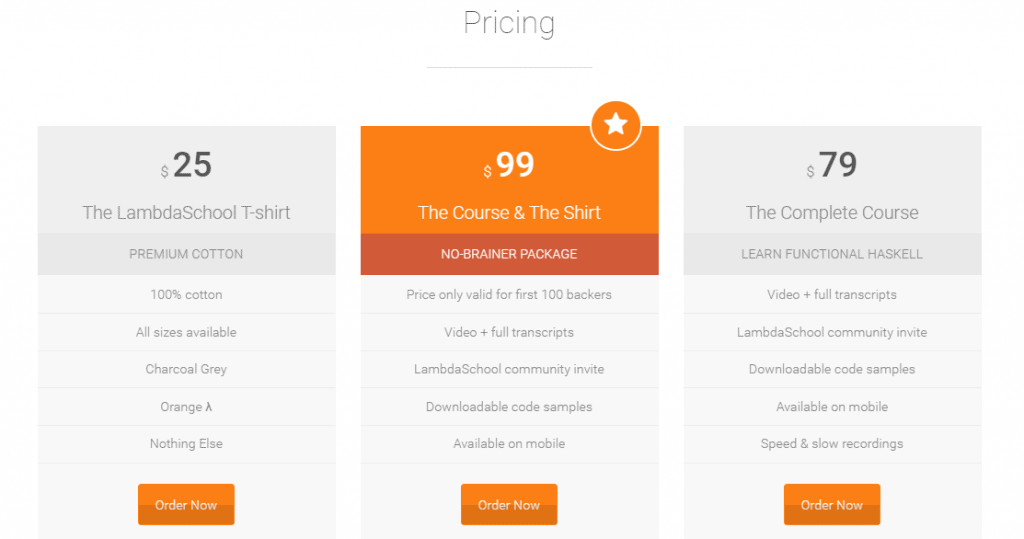 Pricing
$ 25
The LambdaSchool T-shirt
PREMIUM COTTON
100% cotton
All sizes available
Charcoal Grey
Orange λ
Nothing Else
Order Now
$ 99
The Course & The Shirt
NO-BRAINER PACKAGE
Price only valid for first 100 backers
Video + full transcripts
LambdaSchool community invite
Downloadable code samples
Available on mobile
Order Now
$ 79
The Complete Course
LEARN FUNCTIONAL HASKELL
Video + full transcripts
LambdaSchool community invite
Downloadable code samples
Available on mobile
Speed & slow recordings
Order Now